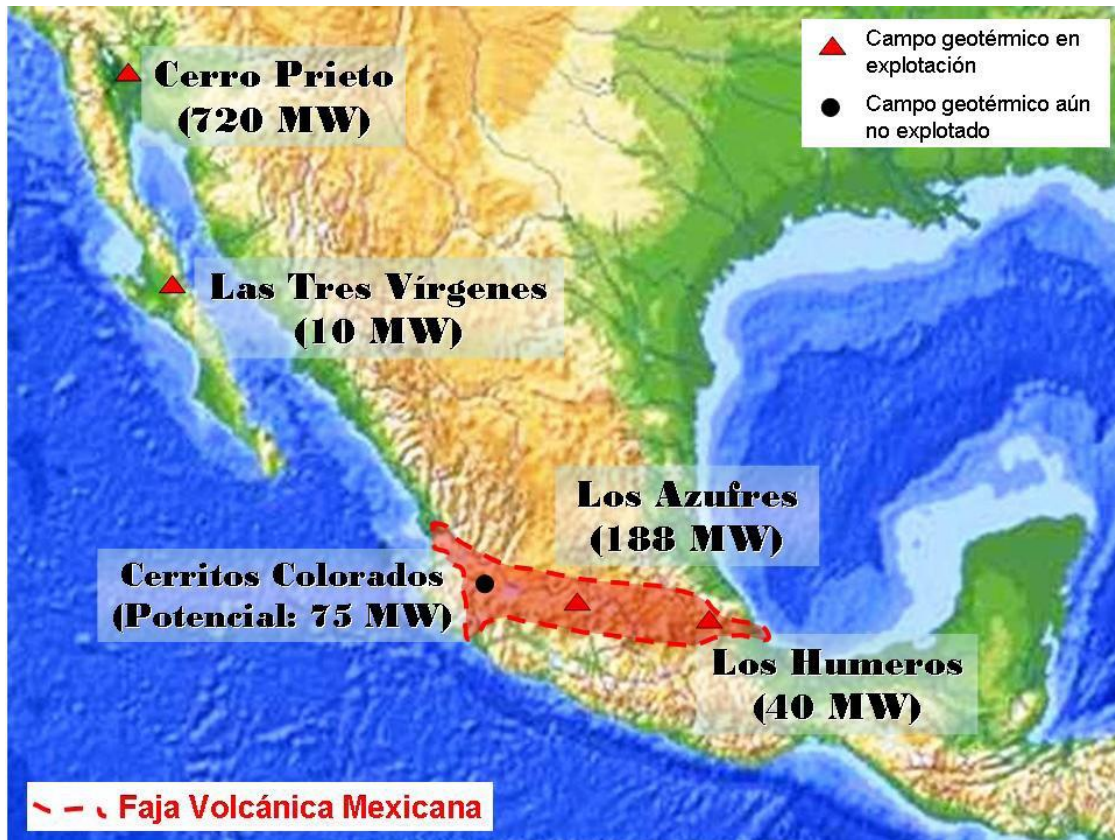 Campo geotérmico en
explotación
Campo geotérmico aún
no explotado
Cerro Prieto
(720 MW)
Las Tres Vírgenes
(10 MW)
Los Azufres
(188 MW)
Cerritos Colorados
(Potencial: 75 MW)
Los Humeros
(40 MW)
Faja Volcánica Mexicana